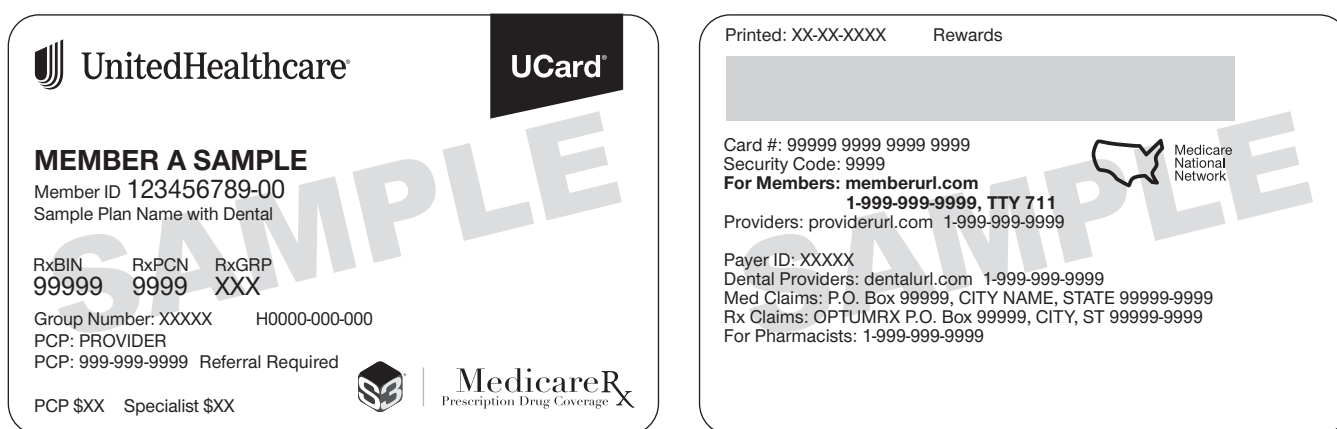 UnitedHealthcare®
UCard®
SAMPLE
MEMBER A SAMPLE
Member ID 123456789-00
Sample Plan Name with Dental
RxBIN RxPCN RxGRP
99999 9999 XXX
Group Number: XXXXX H0000-000-000
PCP: PROVIDER
PCP: 999-999-9999 Referral Required
PCP $XX Specialist $XX
S3®
MedicareRx
Prescription Drug Coverage
Printed: XX-XX-XXXX Rewards
SAMPLE
Card #: 99999 9999 9999 9999
Security Code: 9999
For Members: memberurl.com
1-999-999-9999, TTY 711
Providers: providerurl.com 1-999-999-9999
Medicare
National
Network
Payer ID: XXXXX
Dental Providers: dentalurl.com 1-999-999-9999
Med Claims: P.O. Box 99999, CITY NAME, STATE 99999-9999
Rx Claims: OPTUMRX P.O. Box 99999, CITY, ST 99999-9999
For Pharmacists: 1-999-999-9999